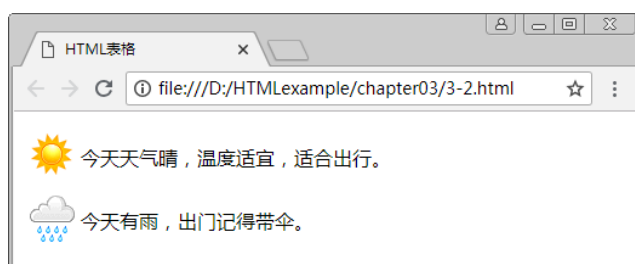 HTML表格
file:///D:/HTMLexample/chapter03/3-2.html
今天天气晴，温度适宜，适合出行。
今天有雨，出门记得带伞。